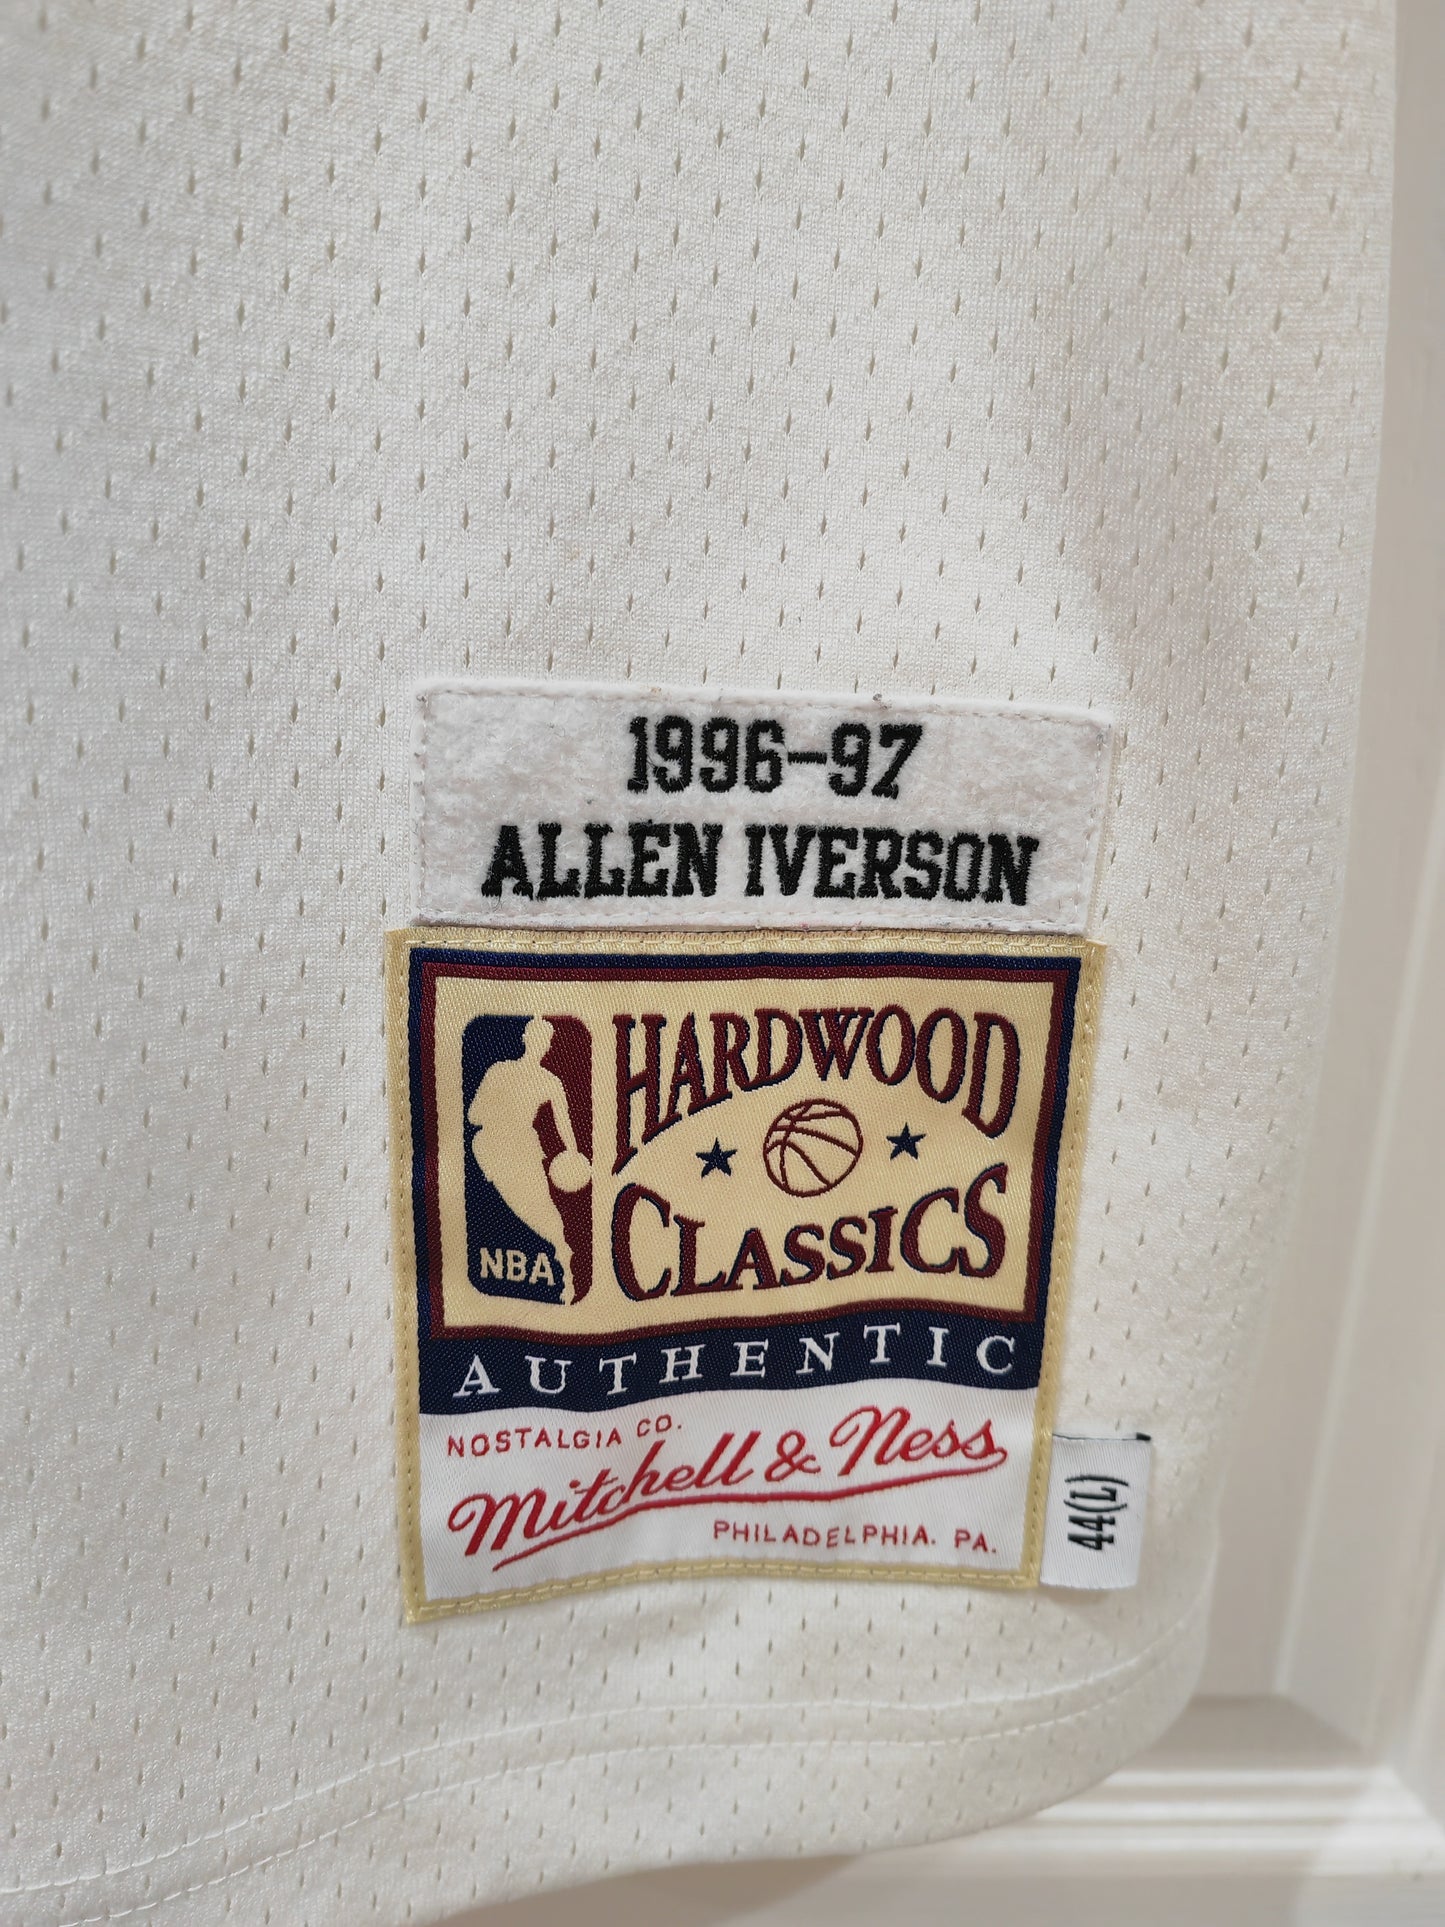 1996-97
ALLEN IVERSON
HARDWOOD
CLASSICS
NBA
AUTHENTIC
NOSTALGIA CO.
Mitchell & Ness
PHILADELPHIA. PA.
44(L)